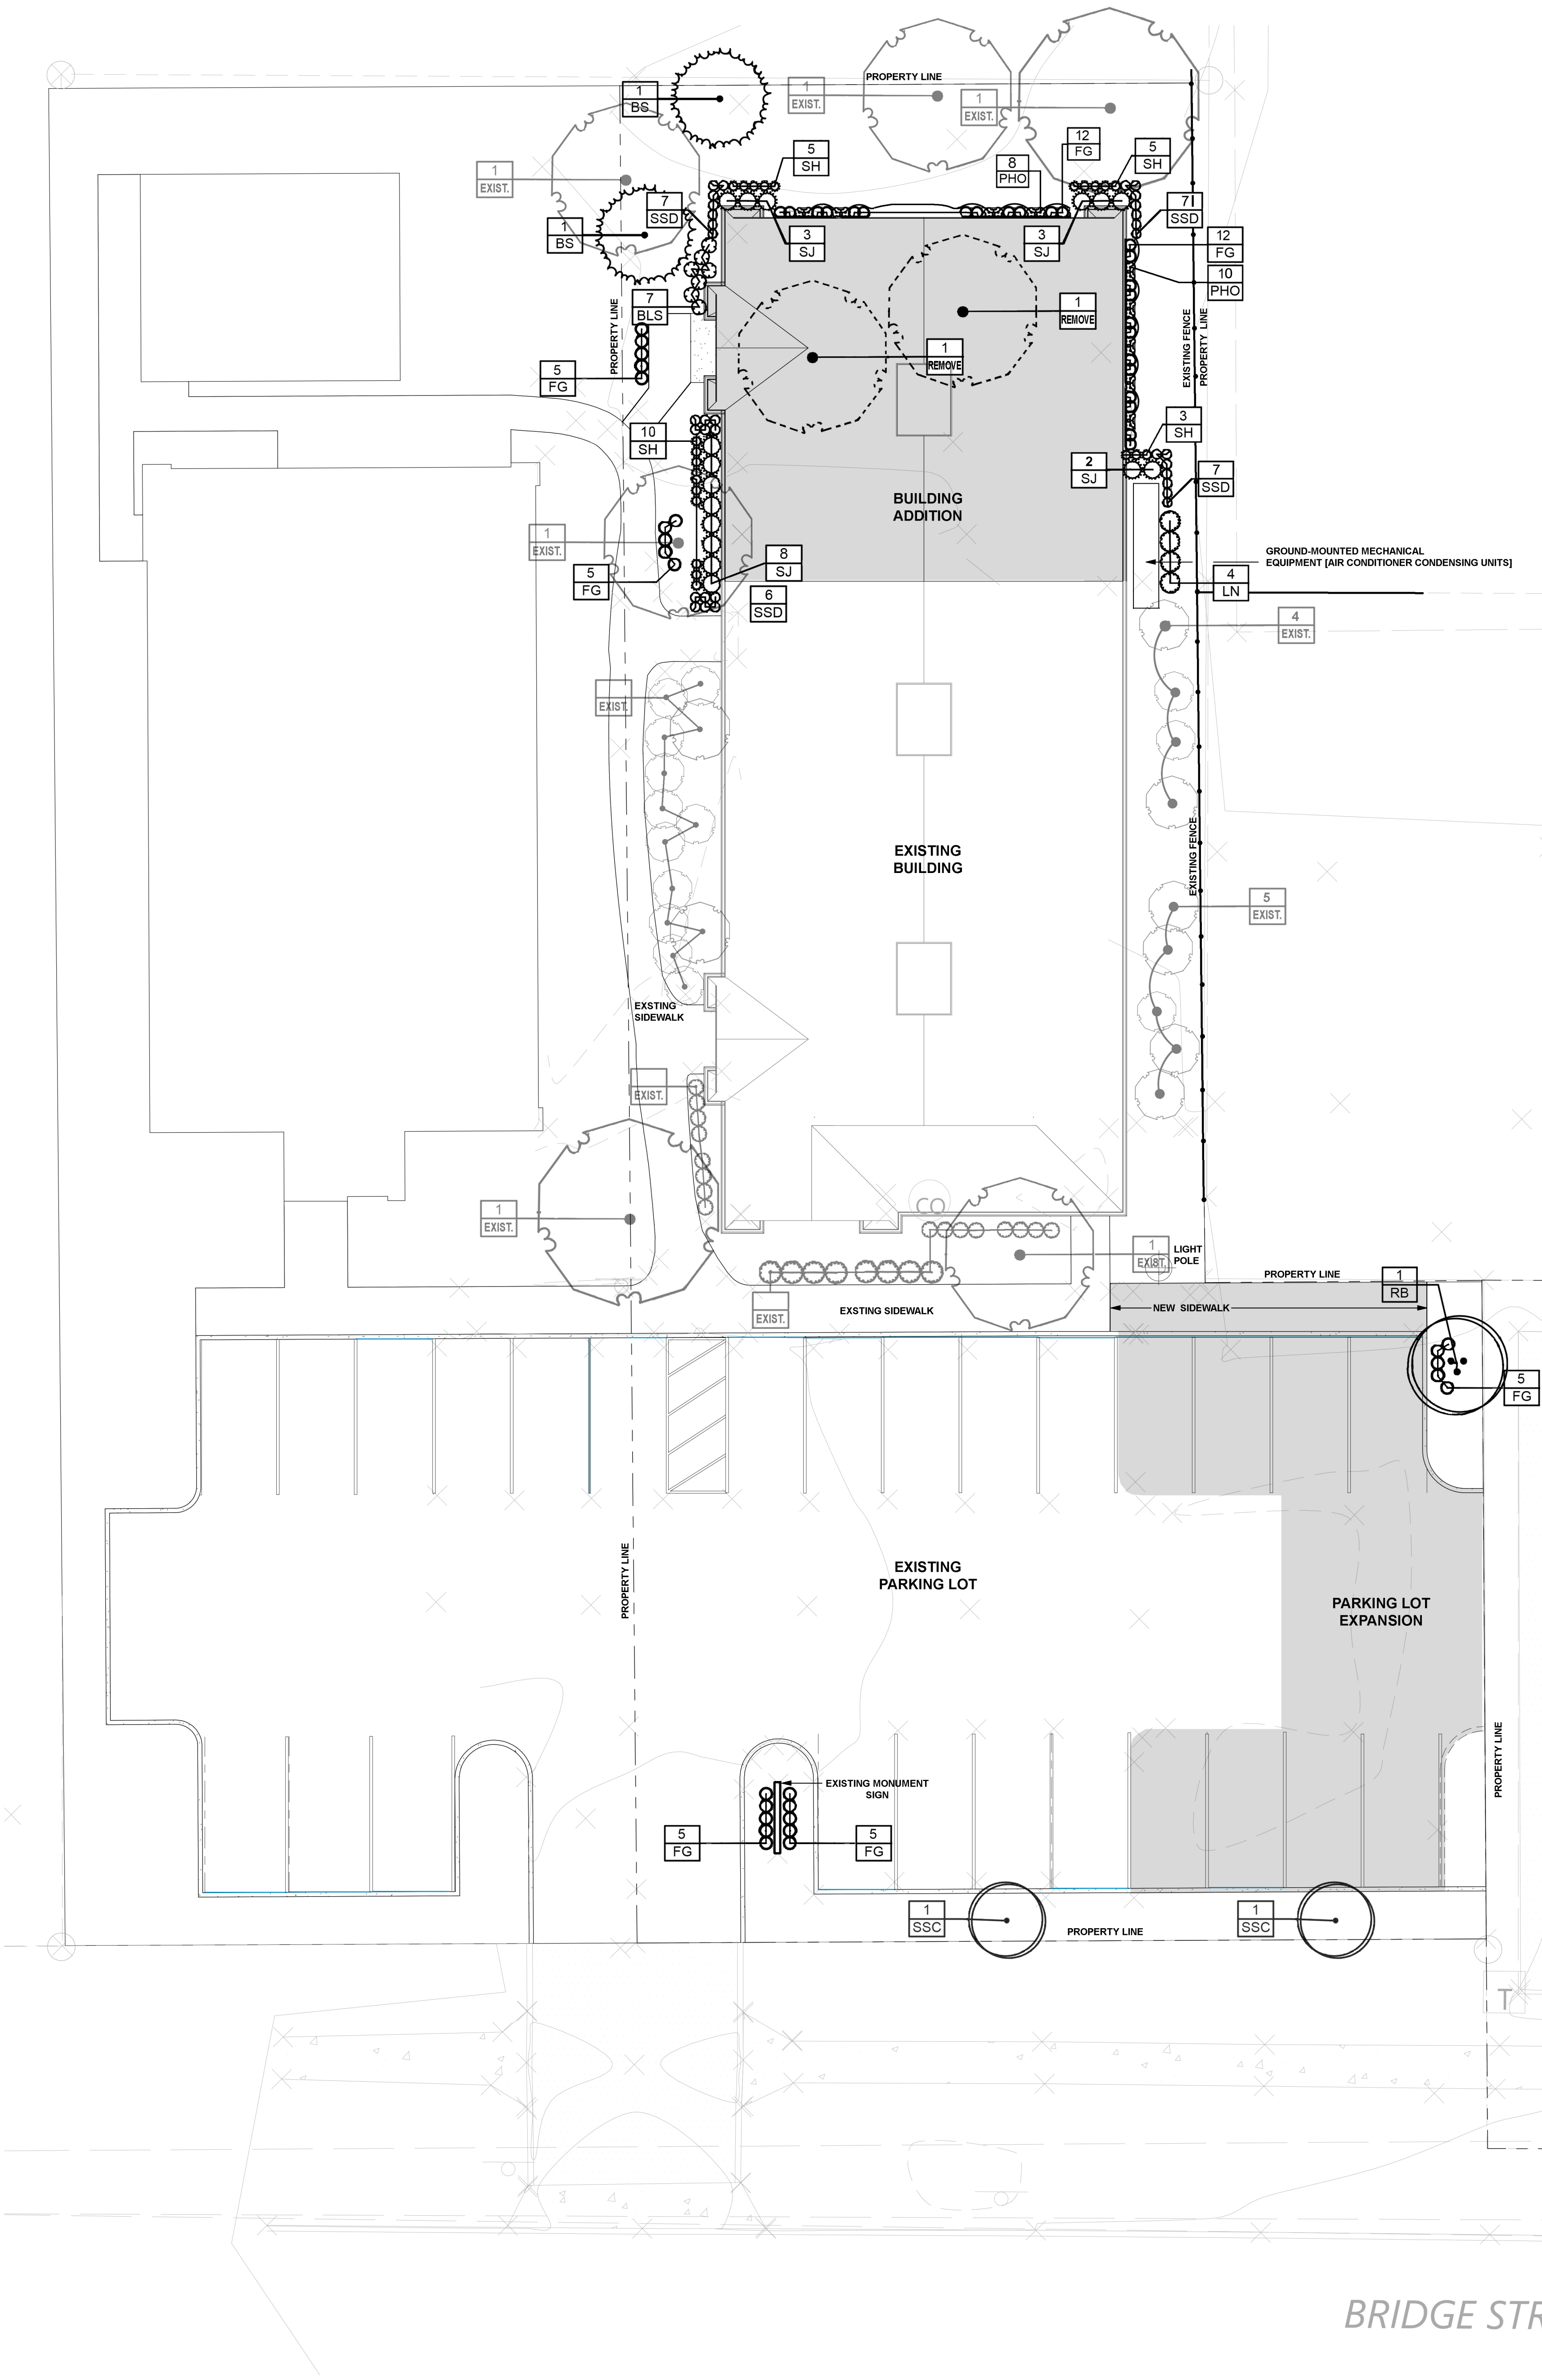 PROPERTY LINE
1
BS
1
EXIST.
1
EXIST.
12
FG
5
SH
5
SH
8
PHO
1
EXIST.
7
SSD
7
SSD
1
BS
3
SJ
3
SJ
12
FG
10
PHO
7
BLS
1
REMOVE
PROPERTY LINE
EXISTING FENCE
PROPERTY LINE
1
REMOVE
5
FG
3
SH
10
SH
2
SJ
7
SSD
BUILDING
ADDITION
1
EXIST.
GROUND-MOUNTED MECHANICAL
EQUIPMENT [AIR CONDITIONER CONDENSING UNITS]
8
SJ
5
FG
4
LN
6
SSD
4
EXIST.
EXIST.
EXISTING
BUILDING
EXISTING FENCE
5
EXIST.
EXSTING
SIDEWALK
EXIST.
CO
1
EXIST.
1
EXIST.
LIGHT
POLE
PROPERTY LINE
1
RB
EXIST.
EXSTING SIDEWALK
NEW SIDEWALK
5
FG
PROPERTY LINE
EXISTING
PARKING LOT
PARKING LOT
EXPANSION
PROPERTY LINE
EXISTING MONUMENT
SIGN
5
FG
5
FG
1
SSC
1
SSC
PROPERTY LINE
T
BRIDGE STR